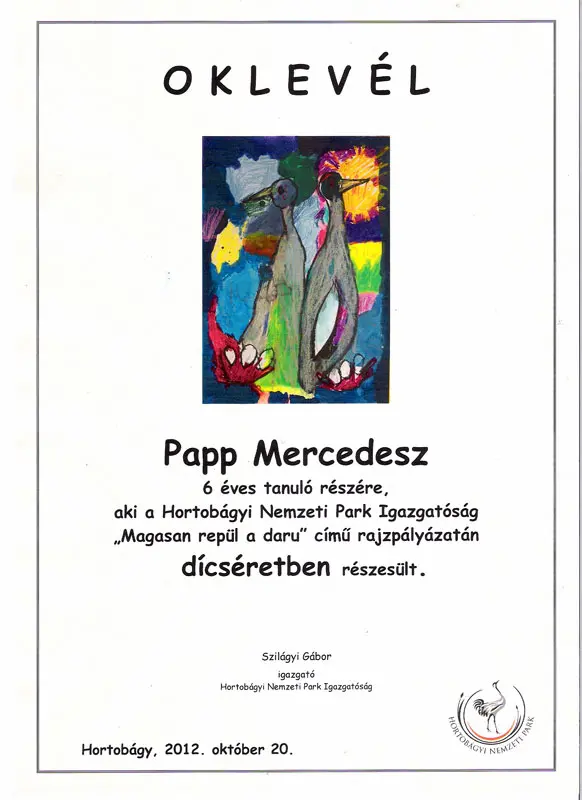 OKLEVÉL
Papp Mercedesz
6 éves tanuló részére,
aki a Hortobágyi Nemzeti Park Igazgatóság
„Magasan repül a daru” című rajzpályázatán
dícséretben részesült.
Szilágyi Gábor
igazgató
Hortobágyi Nemzeti Park Igazgatóság
HORTOBÁGYI NEMZETI PARK
Hortobágy, 2012. október 20.